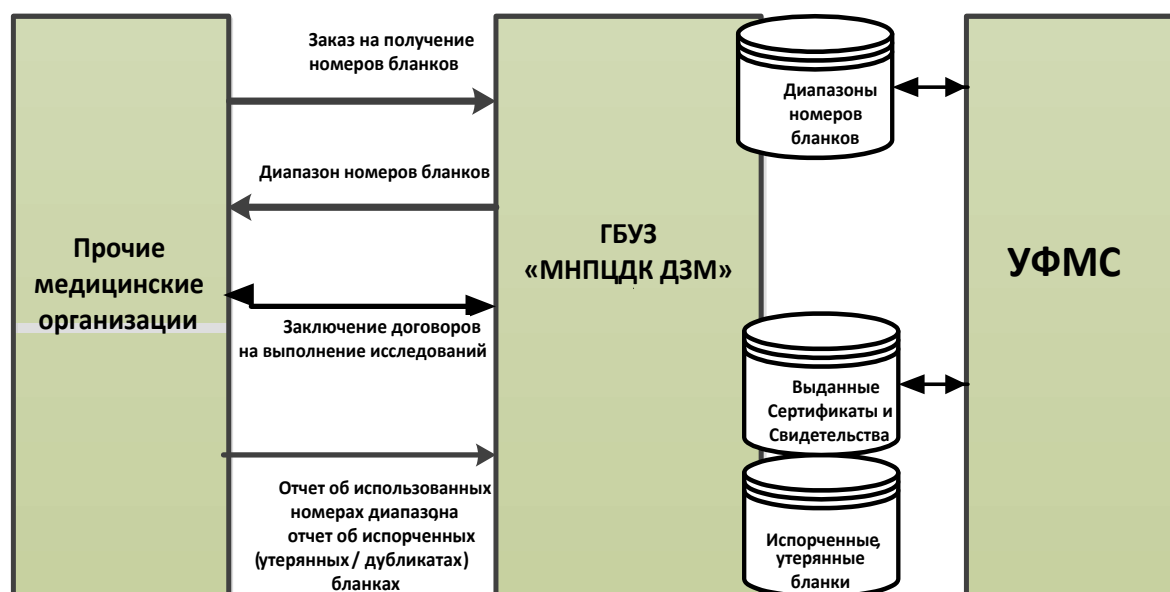 Заказ на получение
номеров бланков
Диапазон номеров бланков
Прочие
медицинские
организации
Заключение договоров
на выполнение исследований
Отчет об использованных
номерах диапазона
отчет об испорченных
(утерянных / дубликатах)
бланках
ГБУЗ
«МНПЦДК ДЗМ»
Диапазоны
номеров
бланков
Выданные
Сертификаты и
Свидетельства
Испорченные,
утерянные
бланки
УФМС